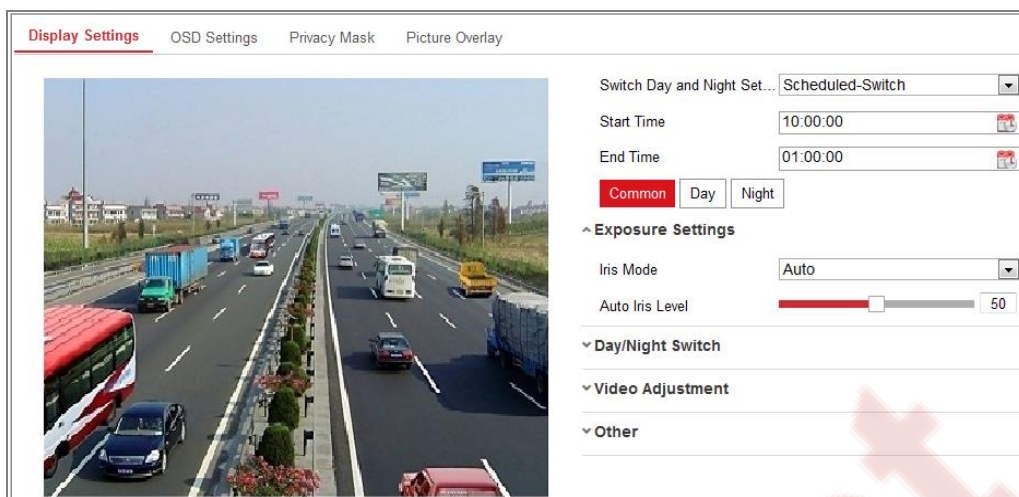 Display Settings OSD Settings Privacy Mask Picture Overlay
Switch Day and Night Set... Scheduled-Switch
Start Time 10:00:00
End Time 01:00:00
Common Day Night
Exposure Settings
Iris Mode Auto
Auto Iris Level 50
Day/Night Switch
Video Adjustment
Other